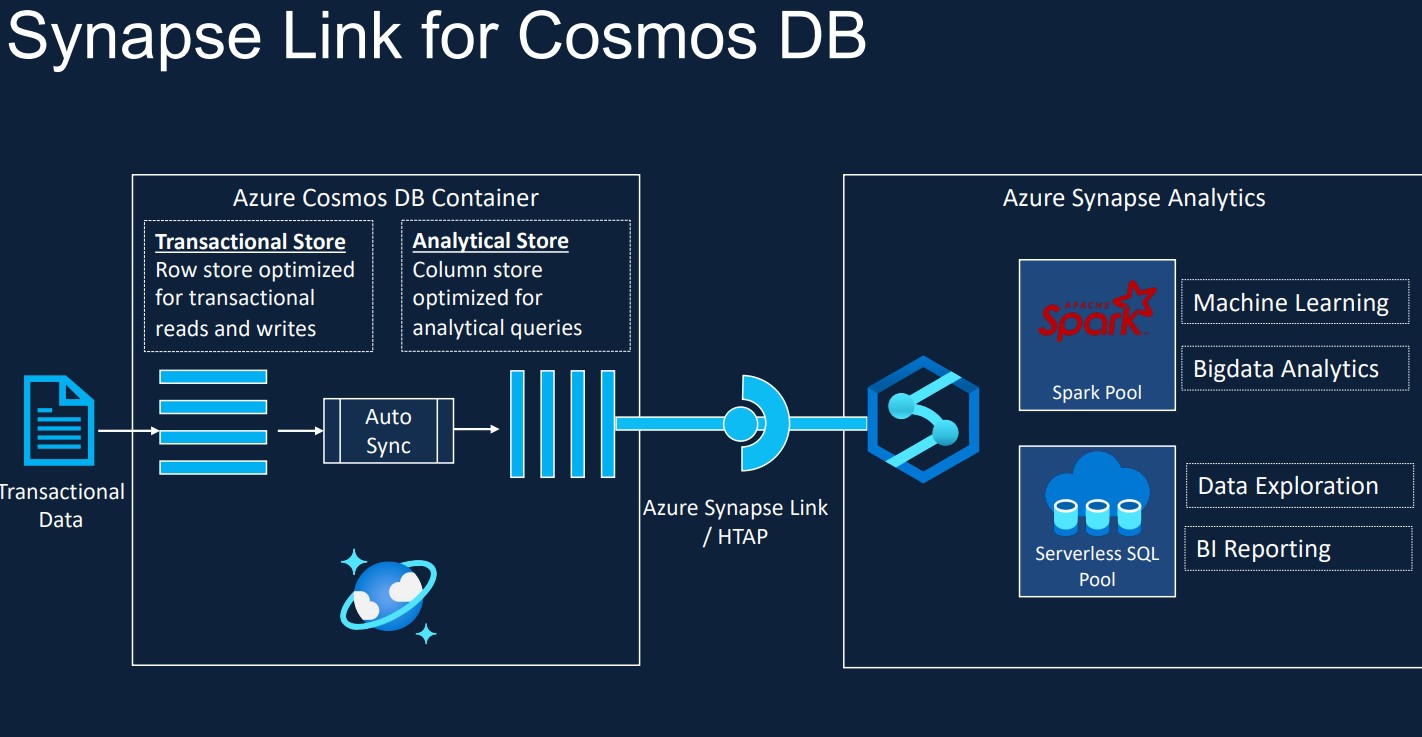 Synapse Link for Cosmos DB
Azure Cosmos DB Container
Transactional Store
Row store optimized
for transactional
reads and writes
Analytical Store
Column store
optimized for
analytical queries
Auto
Sync
Transactional
Data
Azure Synapse Link
/ HTAP
Azure Synapse Analytics
APACHE
Spark
Spark Pool
Machine Learning
Bigdata Analytics
Serverless SQL
Pool
Data Exploration
BI Reporting